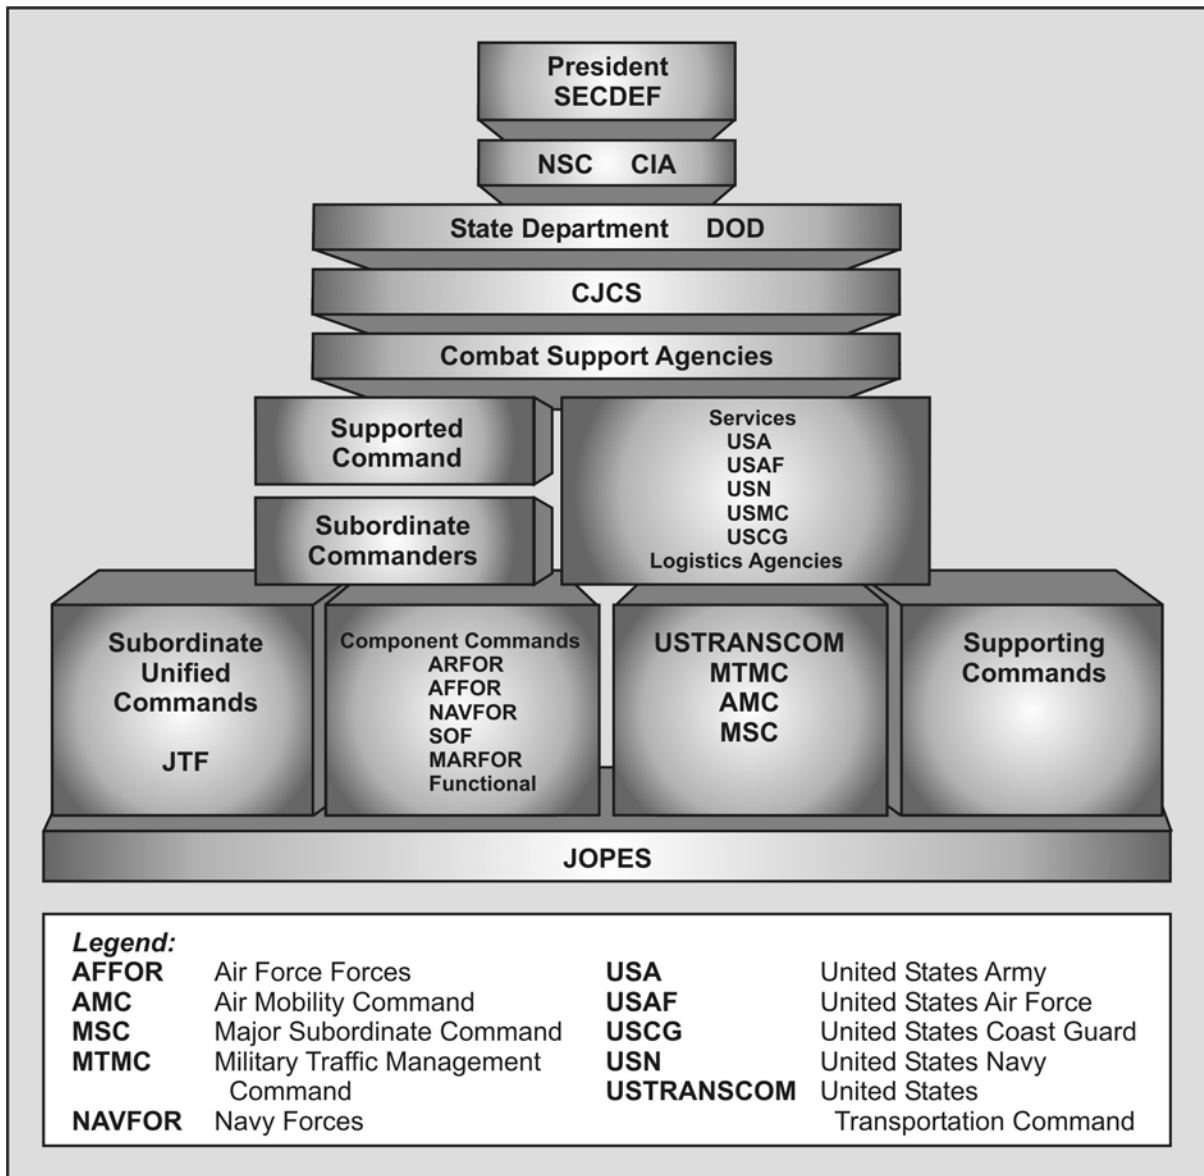 President
SECDEF
NSC CIA
State Department DOD
CJCS
Combat Support Agencies
Supported
Command
Subordinate
Commanders
Services
USA
USAF
USN
USMC
USCG
Logistics Agencies
Subordinate
Unified
Commands
JTF
Component Commands
ARFOR
AFFOR
NAVFOR
SOF
MARFOR
Functional
USTRANSCOM
MTMC
AMC
MSC
Supporting
Commands
JOPES
Legend:
AFFOR Air Force Forces
AMC Air Mobility Command
MSC Major Subordinate Command
MTMC Military Traffic Management
Command
NAVFOR Navy Forces
USA United States Army
USAF United States Air Force
USCG United States Coast Guard
USN United States Navy
USTRANSCOM United States
Transportation Command